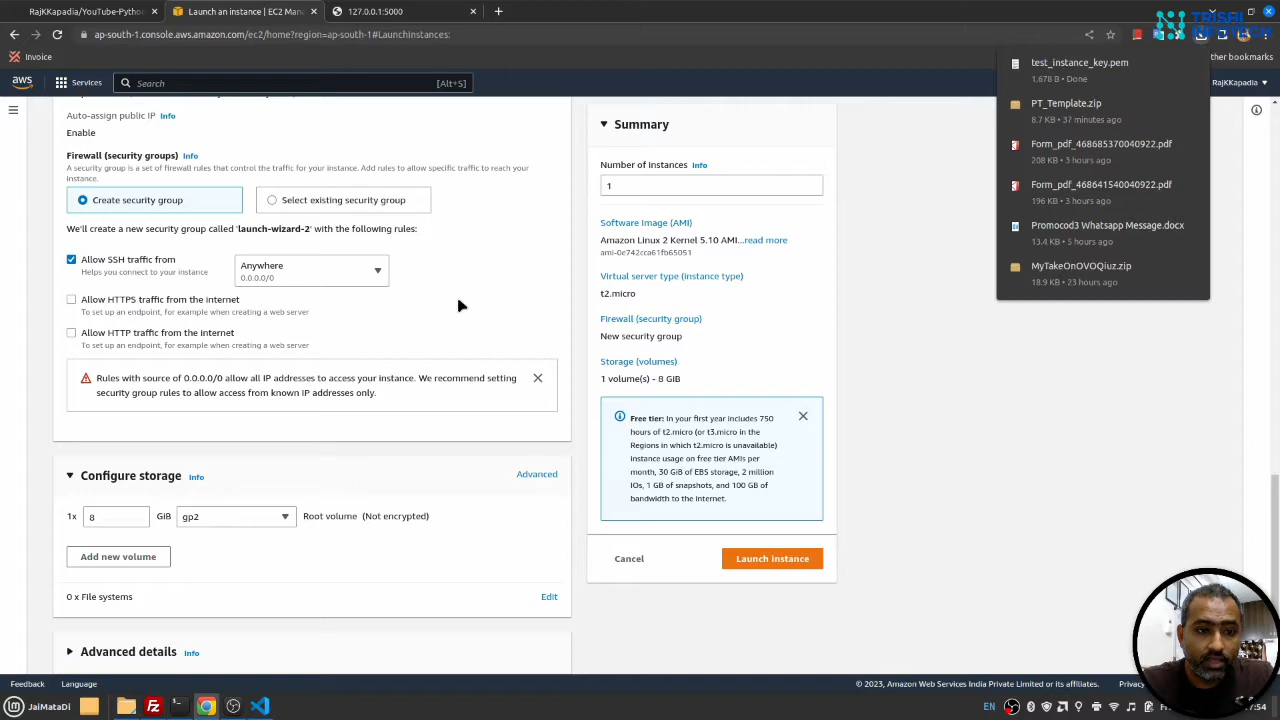 RajKKapadia/YouTube-Pytho
Launch an instance | EC2 Man
127.0.0.1:5000
ap-south-1.console.aws.amazon.com/ec2/home?region=ap-south-1#LaunchInstances:
TRISHI INFOTECH
Invoice
ther bookmarks
aws
Services
Search
[Alt+S]
RajKKapadia
test_instance_key.pem
1,678 B • Done
PT_Template.zip
8.7 KB • 37 minutes ago
Form_pdf_468685370040922.pdf
208 KB • 3 hours ago
Form_pdf_468641540040922.pdf
196 KB • 3 hours ago
Promocod3 Whatsapp Message.docx
13.4 KB • 5 hours ago
MyTakeOnOVOQiuz.zip
18.9 KB • 23 hours ago
Auto-assign public IP Info
Enable
Firewall (security groups) Info
A security group is a set of firewall rules that control the traffic for your instance. Add rules to allow specific traffic to reach your
instance.
Create security group
Select existing security group
We'll create a new security group called 'launch-wizard-2' with the following rules:
Allow SSH traffic from
Helps you connect to your instance
Anywhere
0.0.0.0/0
Allow HTTPS traffic from the internet
To set up an endpoint, for example when creating a web server
Allow HTTP traffic from the internet
To set up an endpoint, for example when creating a web server
Rules with source of 0.0.0.0/0 allow all IP addresses to access your instance. We recommend setting
security group rules to allow access from known IP addresses only.
Configure storage Info
Advanced
1x
8
GiB
gp2
Root volume (Not encrypted)
Add new volume
0 x File systems
Edit
Advanced details Info
Summary
Number of instances Info
1
Software Image (AMI)
Amazon Linux 2 Kernel 5.10 AMI...read more
ami-0e742cca61fb65051
Virtual server type (instance type)
t2.micro
Firewall (security group)
New security group
Storage (volumes)
1 volume(s) - 8 GiB
Free tier: In your first year includes 750
hours of t2.micro (or t3.micro in the
Regions in which t2.micro is unavailable)
instance usage on free tier AMIs per
month, 30 GiB of EBS storage, 2 million
IOs, 1 GB of snapshots, and 100 GB of
bandwidth to the internet.
Cancel
Launch instance
Feedback
Language
© 2023, Amazon Web Services India Private Limited or its affiliates.
Privacy
JaiMataDi
EN
17:54